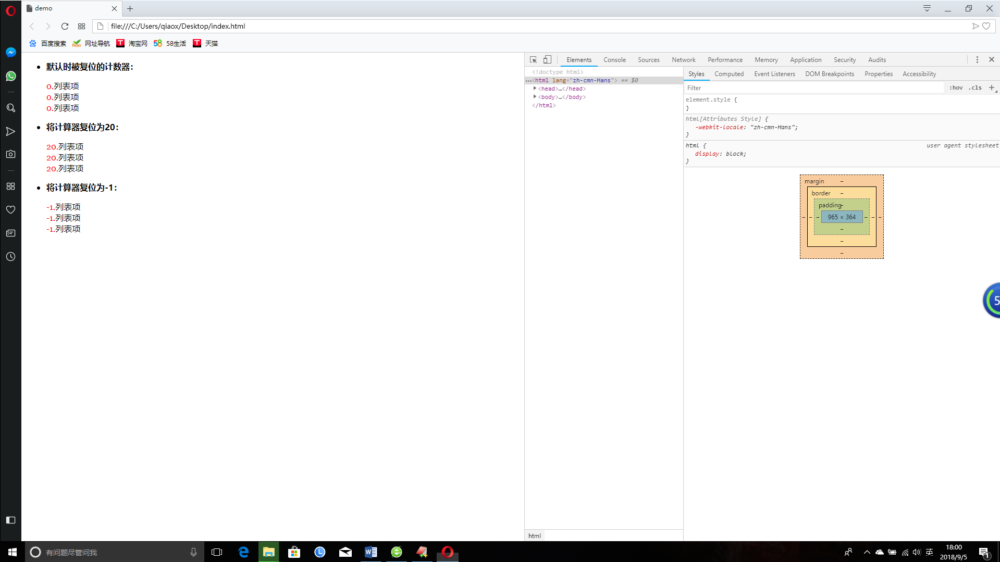 demo
file:///C:/Users/qiaox/Desktop/index.html
百度搜索 网址导航 淘宝网 58生活 天猫
默认时被复位的计数器：
0.列表项
0.列表项
0.列表项
将计算器复位为20：
20.列表项
20.列表项
20.列表项
将计算器复位为-1：
-1.列表项
-1.列表项
-1.列表项
Elements Console Sources Network Performance Memory Application Security Audits
<!doctype html>
…<html lang="zh-cmn-Hans"> == $0
<head>…</head>
<body>…</body>
</html>
html
Styles Computed Event Listeners DOM Breakpoints Properties Accessibility
Filter :hov .cls
element.style {
}
html[Attributes Style] {
-webkit-locale: "zh-cmn-Hans";
}
html { user agent stylesheet
display: block;
}
margin –
border –
padding –
– – – 965 × 364 – – –
–
–
–
5
有问题尽管问我
英
18:00
2018/9/5
1